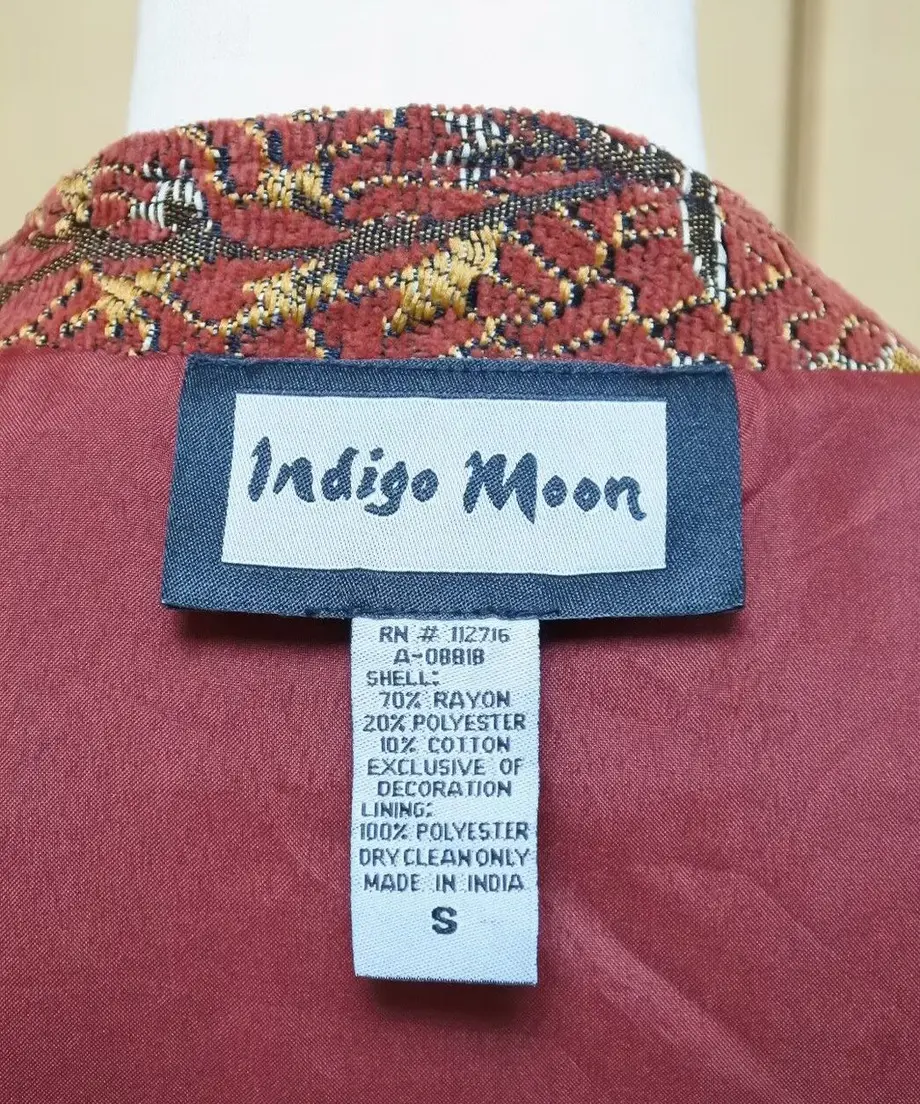 Indigo Moon
RN # 112716
A-08818
SHELL:
70% RAYON
20% POLYESTER
10% COTTON
EXCLUSIVE OF
DECORATION
LINING:
100% POLYESTER
DRY CLEAN ONLY
MADE IN INDIA
S